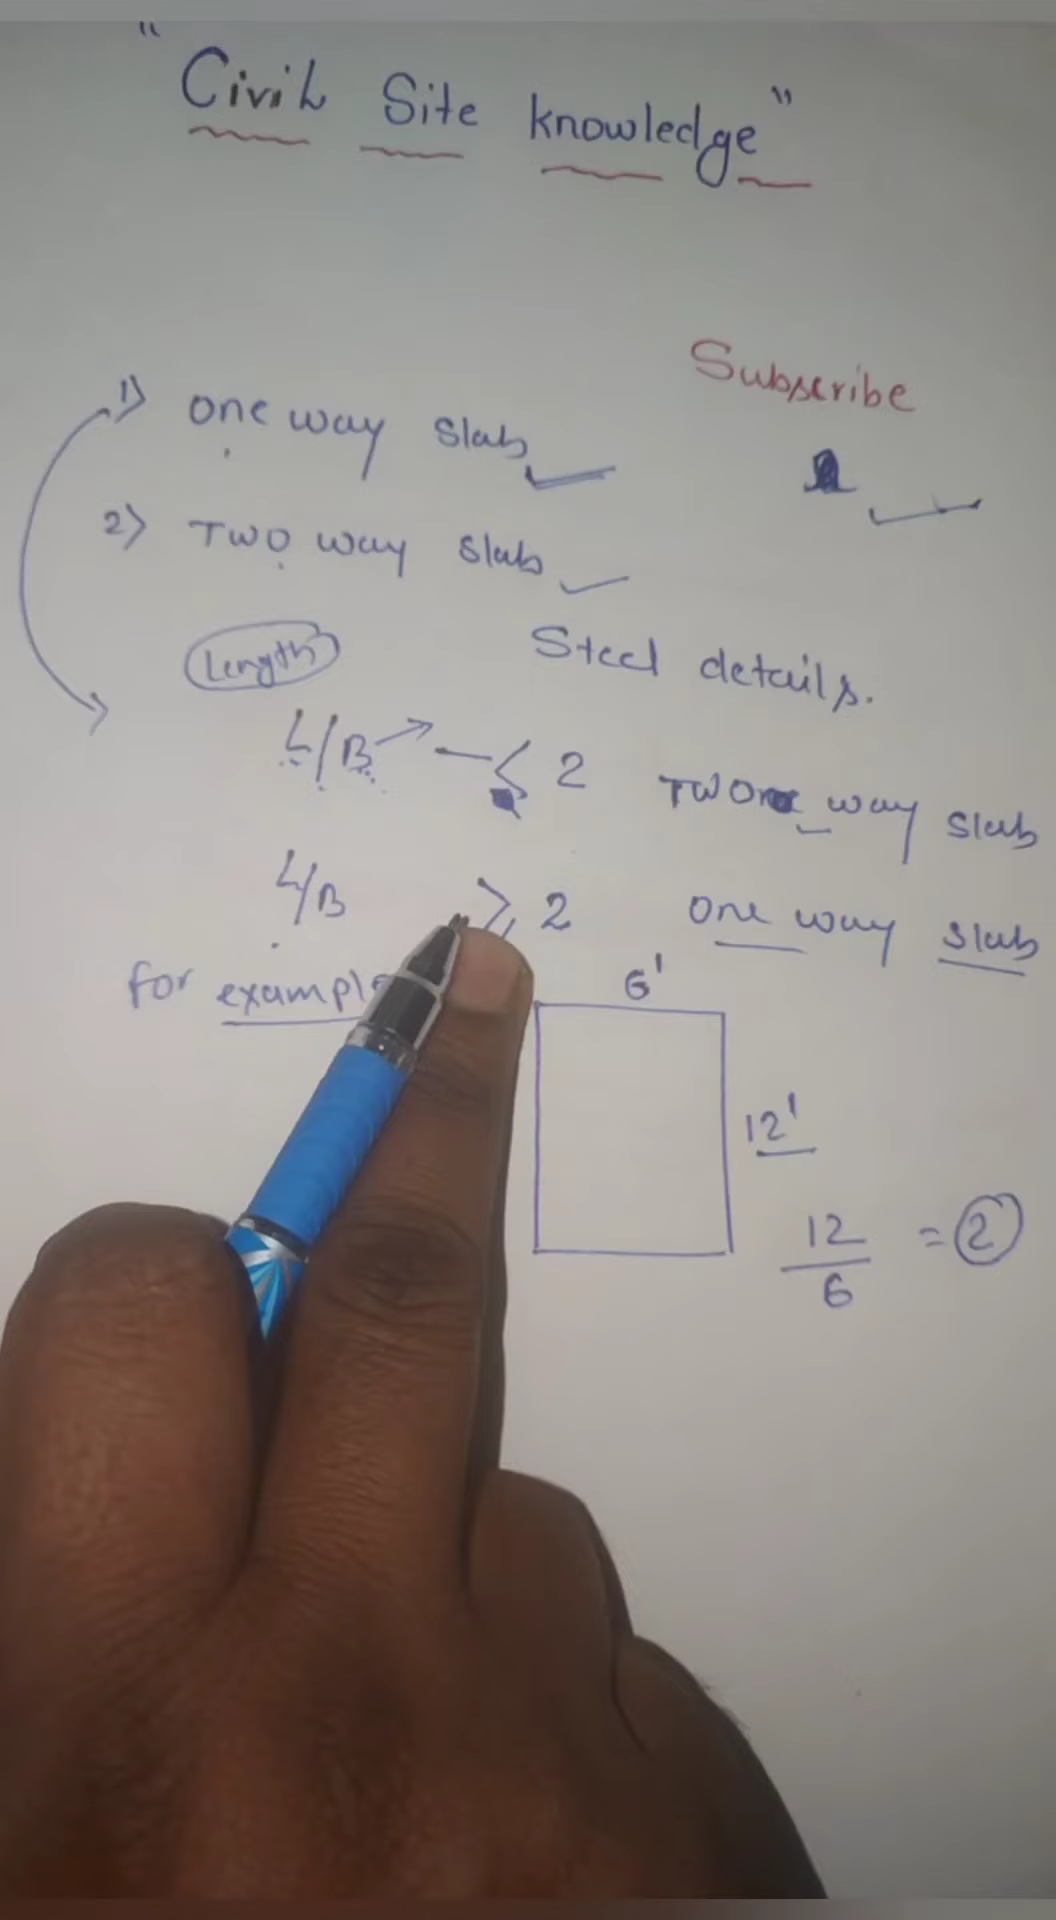 "Civil Site knowledge"
Subscribe
1) one way slab
2) Two way slab
Length
Steel details.
L/B < 2 Two way slab
L/B ≥ 2 one way slab
for example
6'
12'
12/6 = 2